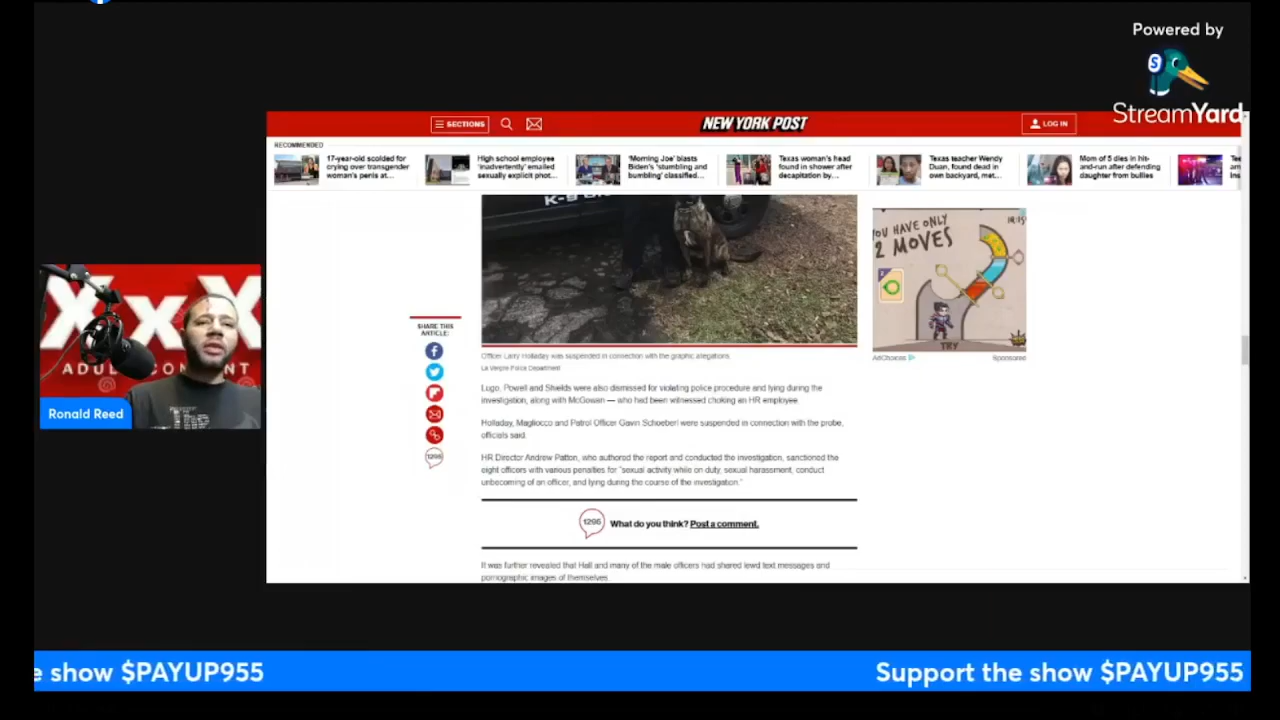 Powered by
S
StreamYard
SECTIONS
NEW YORK POST
LOG IN
RECOMMENDED
17-year-old scolded for
crying over transgender
woman's penis at...
High school employee
'inadvertently' emailed
sexually explicit phot...
'Morning Joe' blasts
Biden's 'stumbling and
bumbling' classified...
Texas woman's head
found in shower after
decapitation by...
Texas teacher Wendy
Duan, found dead in
own backyard, met...
Mom of 5 dies in hit-
and-run after defending
daughter from bullies
K-9
YOU HAVE ONLY
2 MOVES
TRY
AdChoices
Sponsored
SHARE THIS
ARTICLE:
1296
Officer Larry Holladay was suspended in connection with the graphic allegations.
La Vergne Police Department
Lugo, Powell and Shields were also dismissed for violating police procedure and lying during the
investigation, along with McGowan — who had been witnessed choking an HR employee.
Holladay, Magliocco and Patrol Officer Gavin Schoeberl were suspended in connection with the probe,
officials said.
HR Director Andrew Patton, who authored the report and conducted the investigation, sanctioned the
eight officers with various penalties for "sexual activity while on duty, sexual harassment, conduct
unbecoming of an officer, and lying during the course of the investigation."
1296
What do you think? Post a comment.
It was further revealed that Hall and many of the male officers had shared lewd text messages and
pornographic images of themselves
XxX
ADUL CONTENT
The
Ronald Reed
e show $PAYUP955
Support the show $PAYUP955